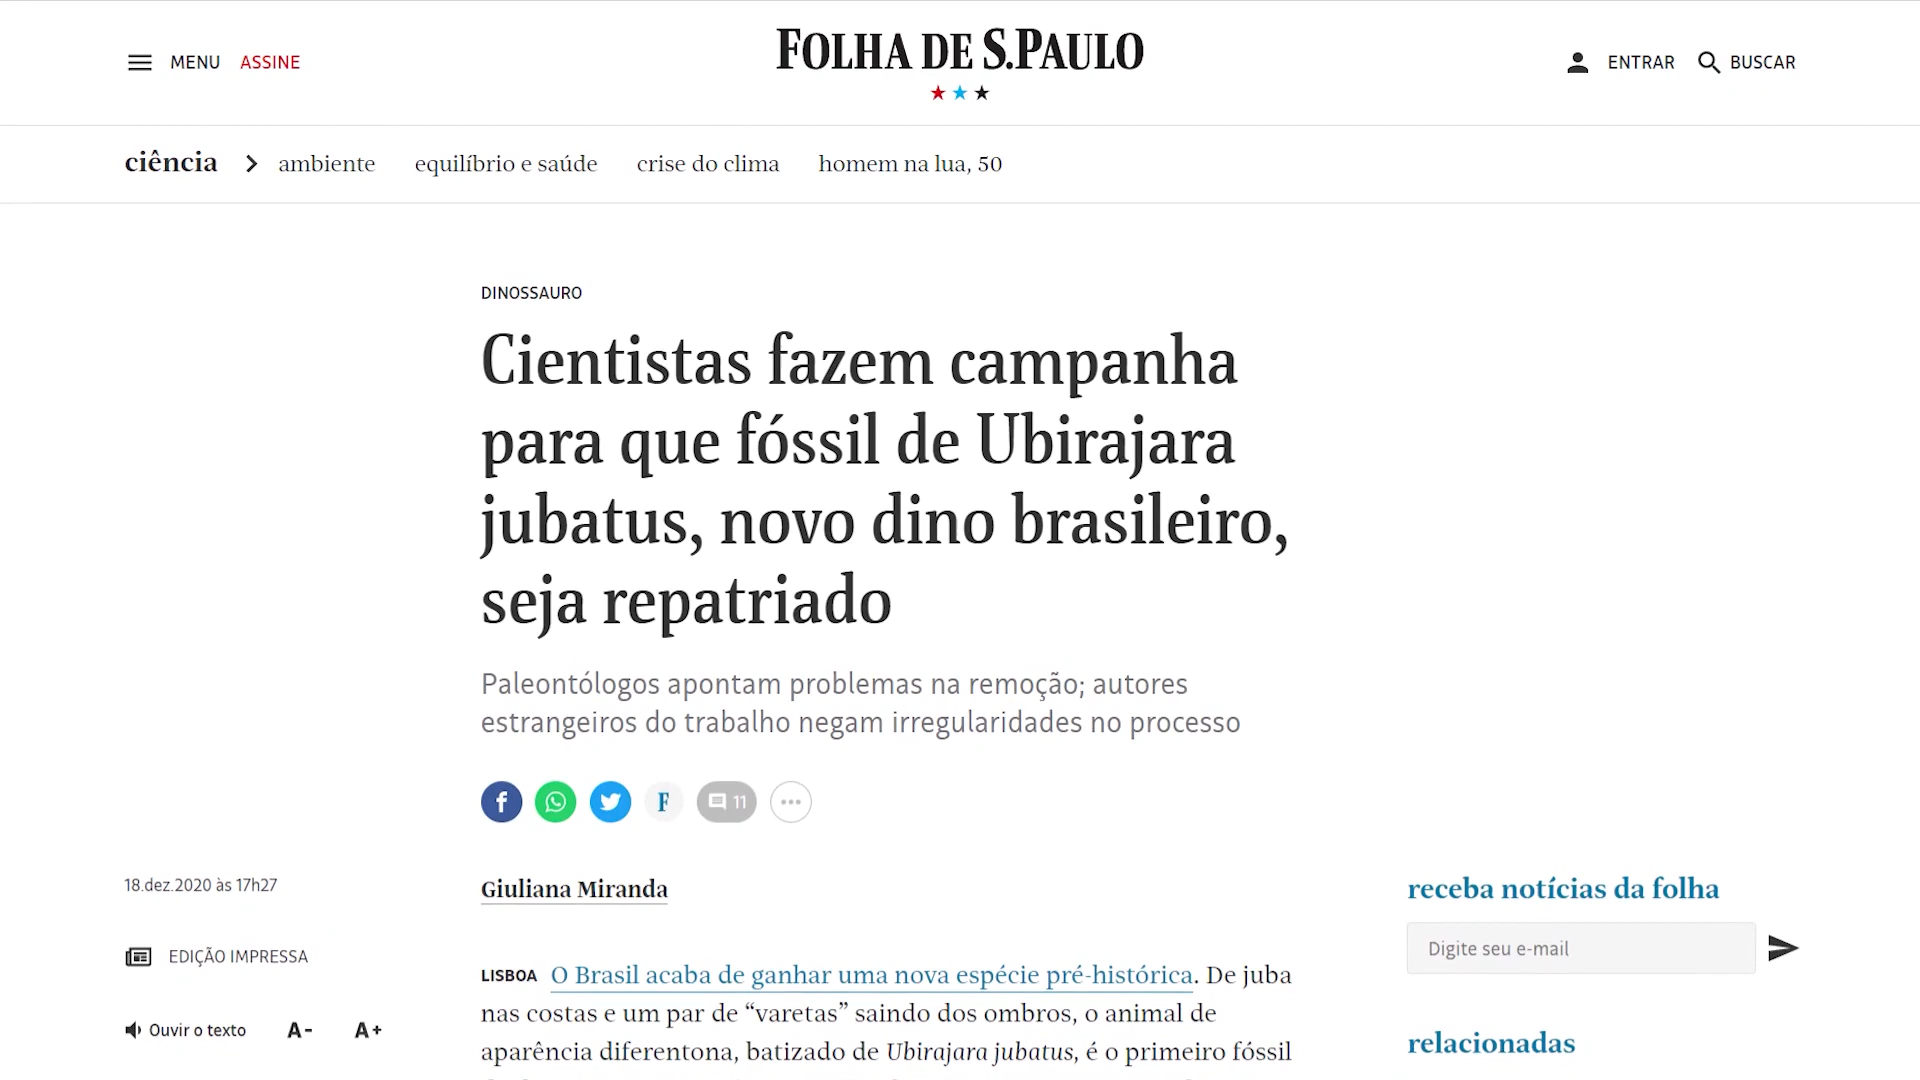 MENU ASSINE
FOLHA DE S.PAULO
ENTRAR BUSCAR
ciência ambiente equilíbrio e saúde crise do clima homem na lua, 50
DINOSSAURO
Cientistas fazem campanha
para que fóssil de Ubirajara
jubatus, novo dino brasileiro,
seja repatriado
Paleontólogos apontam problemas na remoção; autores
estrangeiros do trabalho negam irregularidades no processo
F 11
18.dez.2020 às 17h27
EDIÇÃO IMPRESSA
Ouvir o texto A- A+
Giuliana Miranda
LISBOA O Brasil acaba de ganhar uma nova espécie pré-histórica. De juba
nas costas e um par de “varetas” saindo dos ombros, o animal de
aparência diferentona, batizado de Ubirajara jubatus, é o primeiro fóssil
receba notícias da folha
Digite seu e-mail
relacionadas